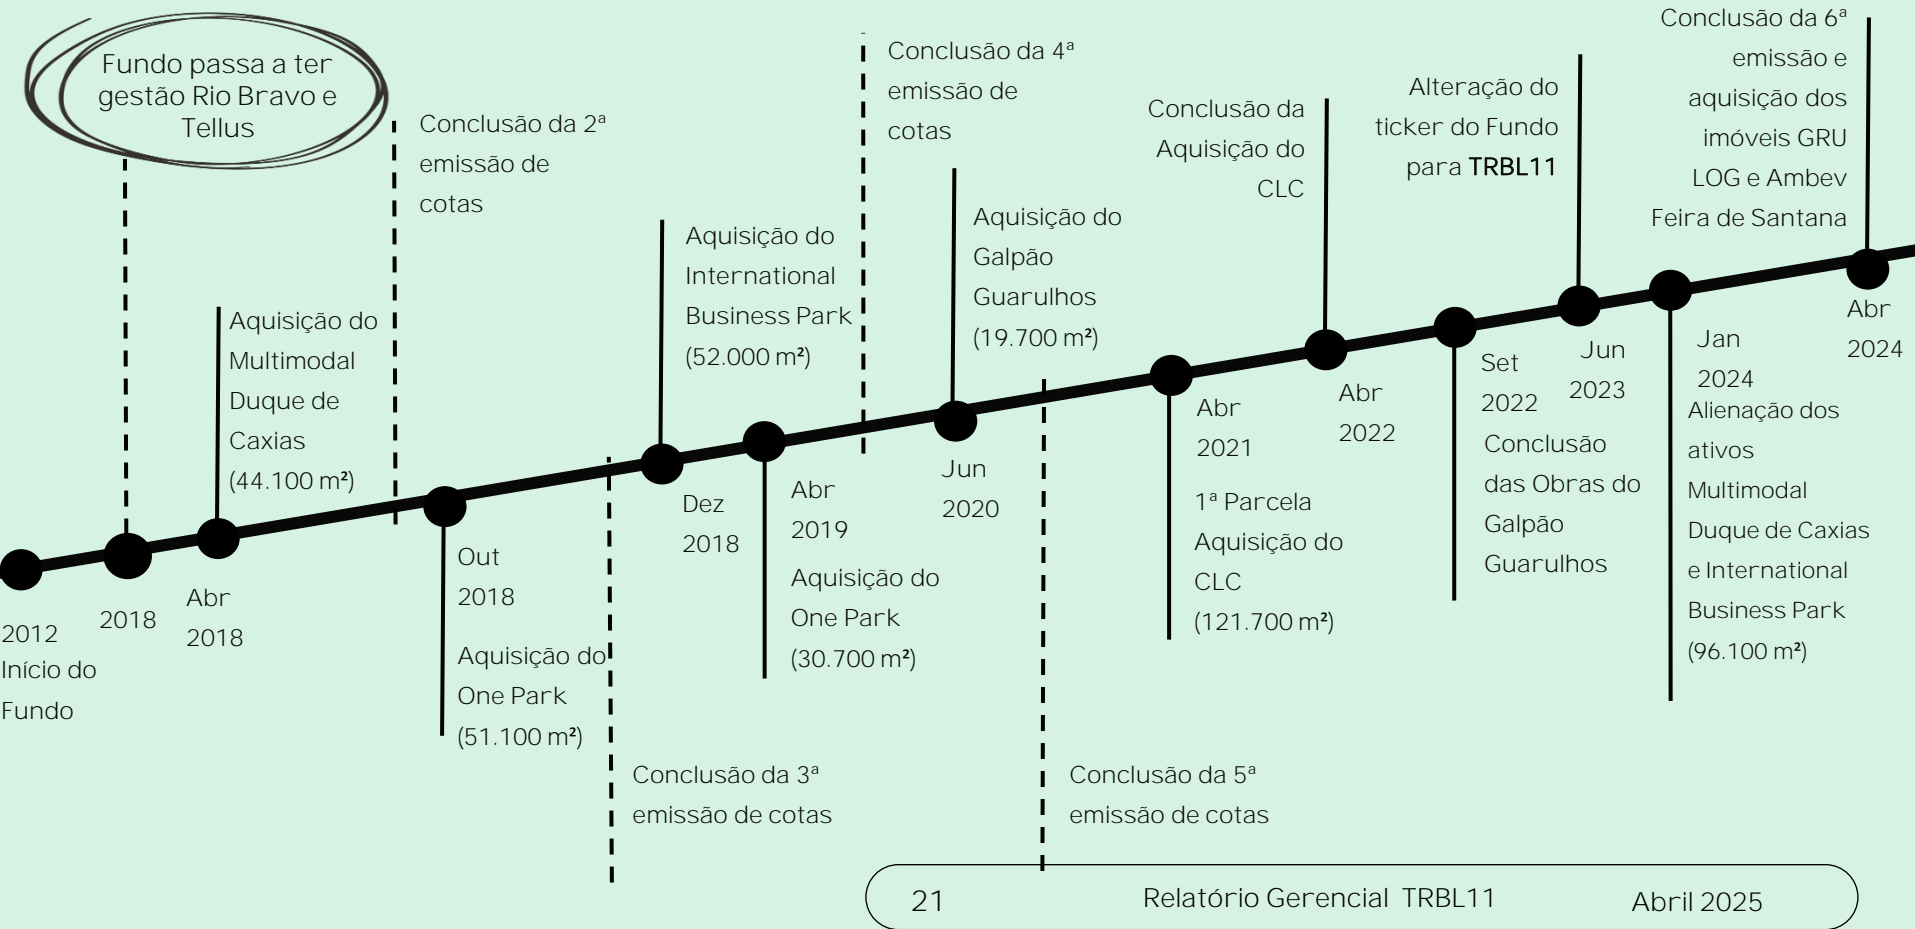 Fundo passa a ter
gestão Rio Bravo e
Tellus
2012
Início do
Fundo
2018
Aquisição do
Multimodal
Duque de
Caxias
(44.100 m²)
Abr
2018
Conclusão da 2ª
emissão de
cotas
Out
2018
Aquisição do
One Park
(51.100 m²)
Conclusão da 3ª
emissão de cotas
Aquisição do
International
Business Park
(52.000 m²)
Dez
2018
Abr
2019
Aquisição do
One Park
(30.700 m²)
Conclusão da 4ª
emissão de
cotas
Aquisição do
Galpão
Guarulhos
(19.700 m²)
Jun
2020
Conclusão da 5ª
emissão de cotas
Abr
2021
1ª Parcela
Aquisição do
CLC
(121.700 m²)
Conclusão da
Aquisição do
CLC
Abr
2022
Set
2022
Conclusão
das Obras do
Galpão
Guarulhos
Alteração do
ticker do Fundo
para TRBL11
Jun
2023
Jan
2024
Alienação dos
ativos
Multimodal
Duque de Caxias
e International
Business Park
(96.100 m²)
Conclusão da 6ª
emissão e
aquisição dos
imóveis GRU
LOG e Ambev
Feira de Santana
Abr
2024
21 Relatório Gerencial TRBL11 Abril 2025